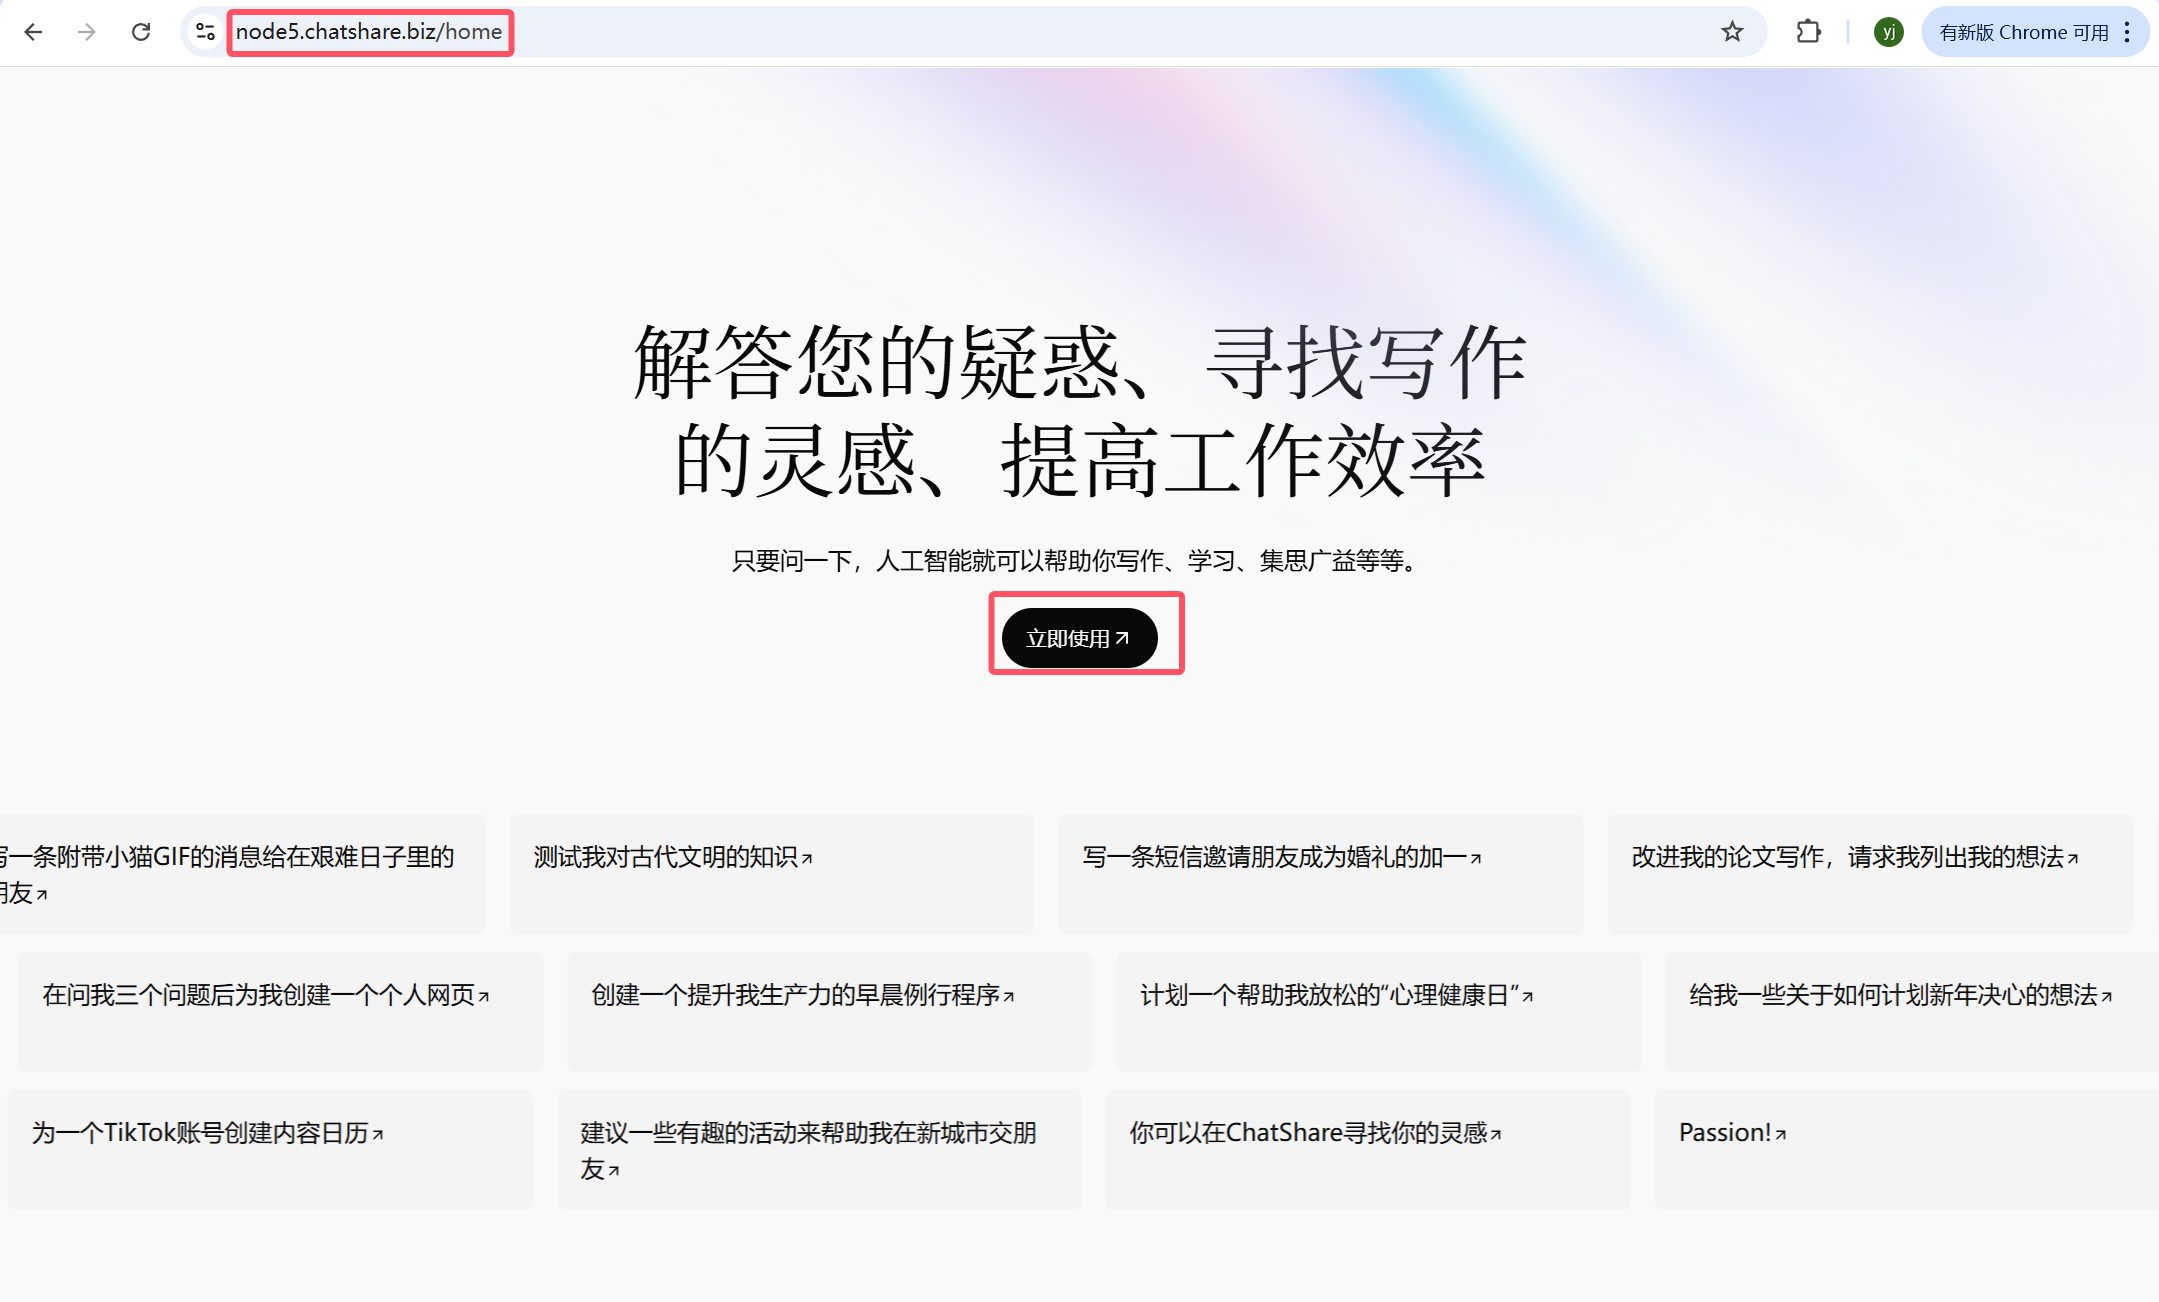 node5.chatshare.biz/home
yj
有新版 Chrome 可用
解答您的疑惑、寻找写作
的灵感、提高工作效率
只要问一下，人工智能就可以帮助你写作、学习、集思广益等等。
立即使用↗
写一条附带小猫GIF的消息给在艰难日子里的
朋友↗
测试我对古代文明的知识↗
写一条短信邀请朋友成为婚礼的加一↗
改进我的论文写作，请求我列出我的想法↗
在问我三个问题后为我创建一个个人网页↗
创建一个提升我生产力的早晨例行程序↗
计划一个帮助我放松的“心理健康日”↗
给我一些关于如何计划新年决心的想法↗
为一个TikTok账号创建内容日历↗
建议一些有趣的活动来帮助我在新城市交朋
友↗
你可以在ChatShare寻找你的灵感↗
Passion!↗